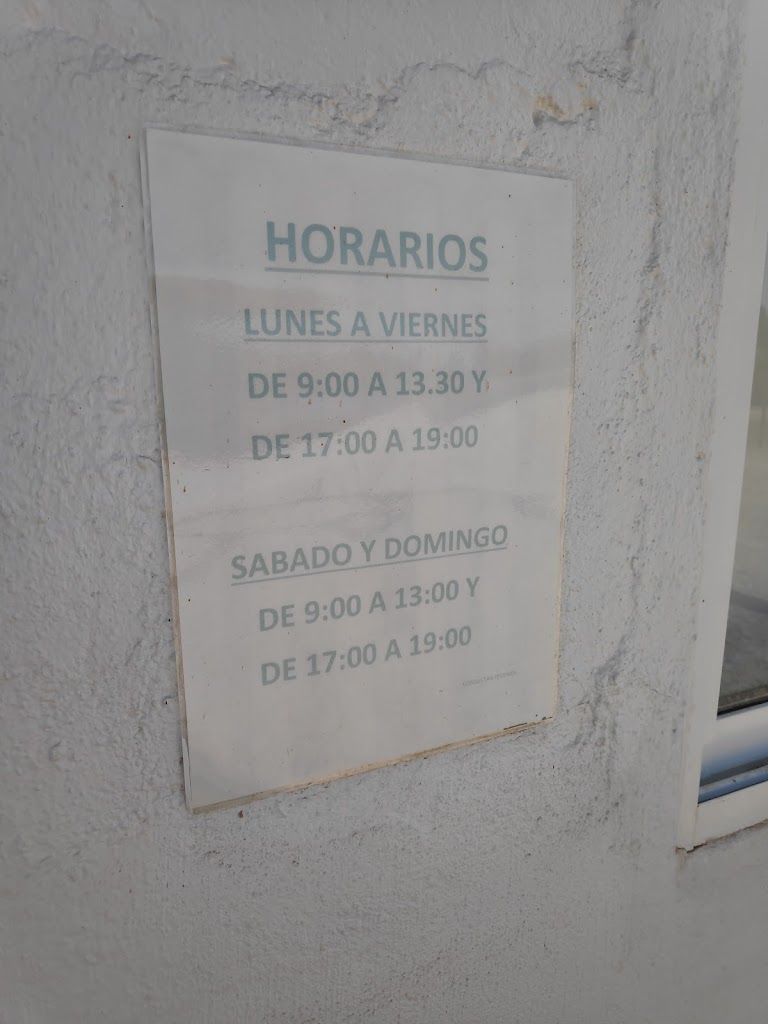 HORARIOS
LUNES A VIERNES
DE 9:00 A 13.30 Y
DE 17:00 A 19:00
SABADO Y DOMINGO
DE 9:00 A 13:00 Y
DE 17:00 A 19:00